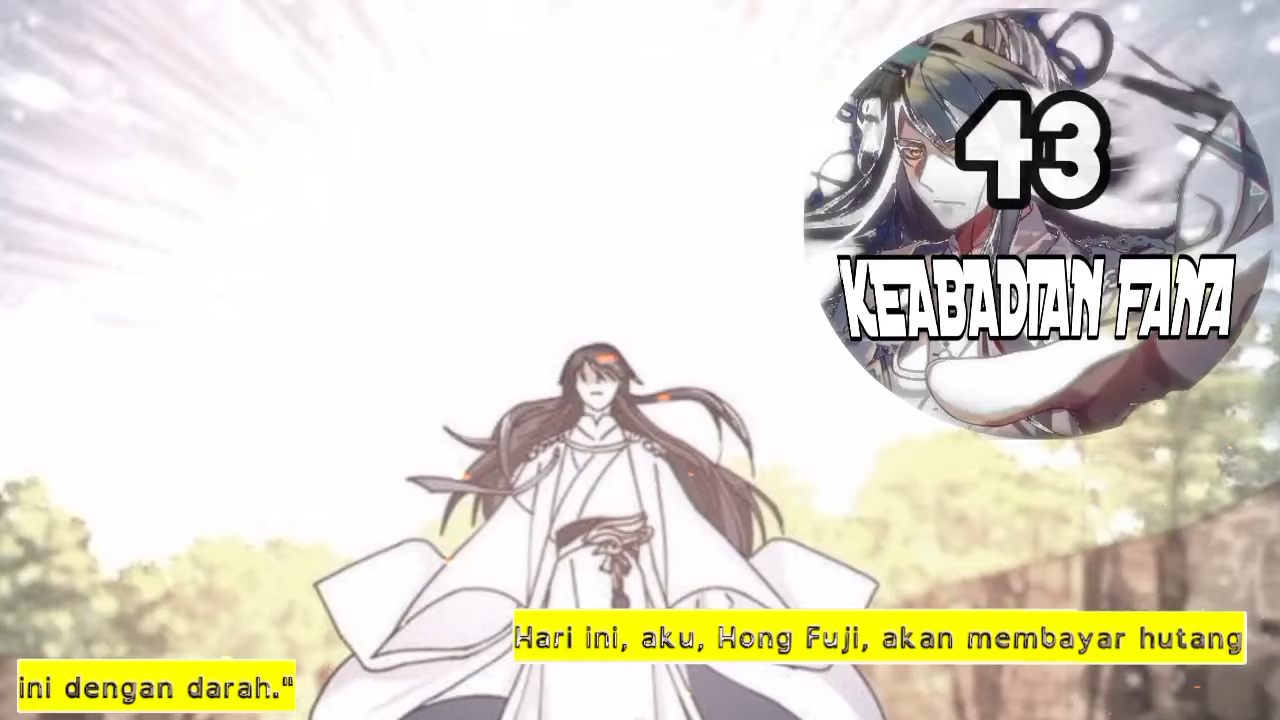 43
KEABADIAN FANA
Hari ini, aku, Hong Fuji, akan membayar hutang
ini dengan darah."